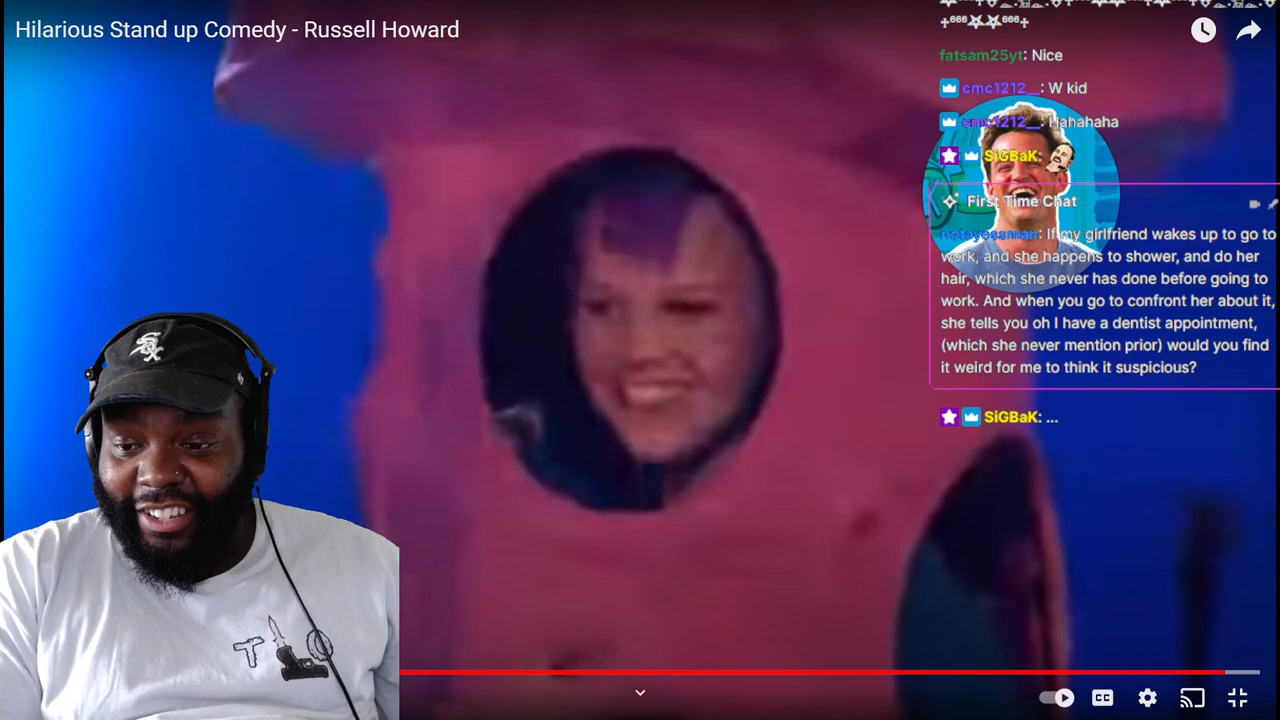 Hilarious Stand up Comedy - Russell Howard
fatsam25yt: Nice
cmc1212__: W kid
cmc1212__: Hahahaha
SiGBaK:
First Time Chat
If my girlfriend wakes up to go to
work, and she happens to shower, and do her
hair, which she never has done before going to
work. And when you go to confront her about it,
she tells you oh I have a dentist appointment,
(which she never mention prior) would you find
it weird for me to think it suspicious?
SiGBaK: ...
Sox
CC